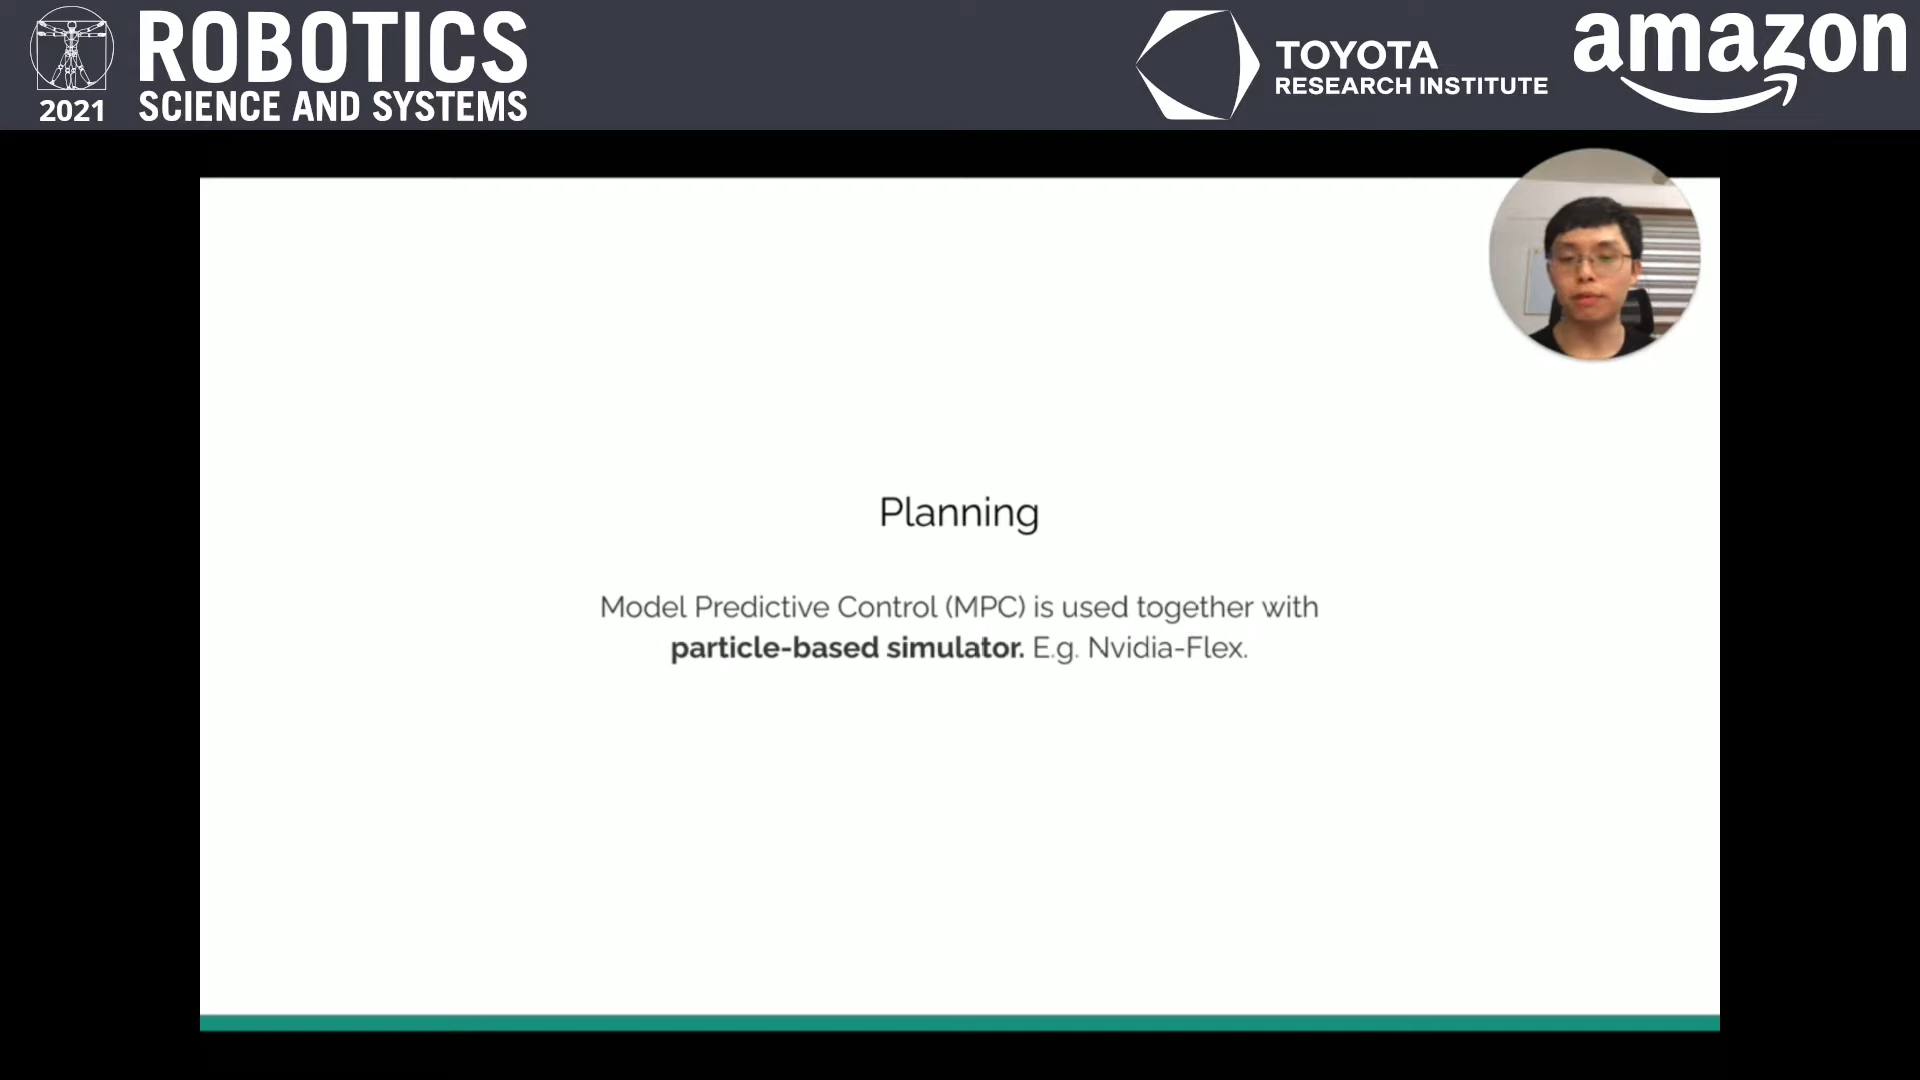 ROBOTICS
SCIENCE AND SYSTEMS
2021
TOYOTA
RESEARCH INSTITUTE
amazon
Planning
Model Predictive Control (MPC) is used together with
particle-based simulator. E.g. Nvidia-Flex.